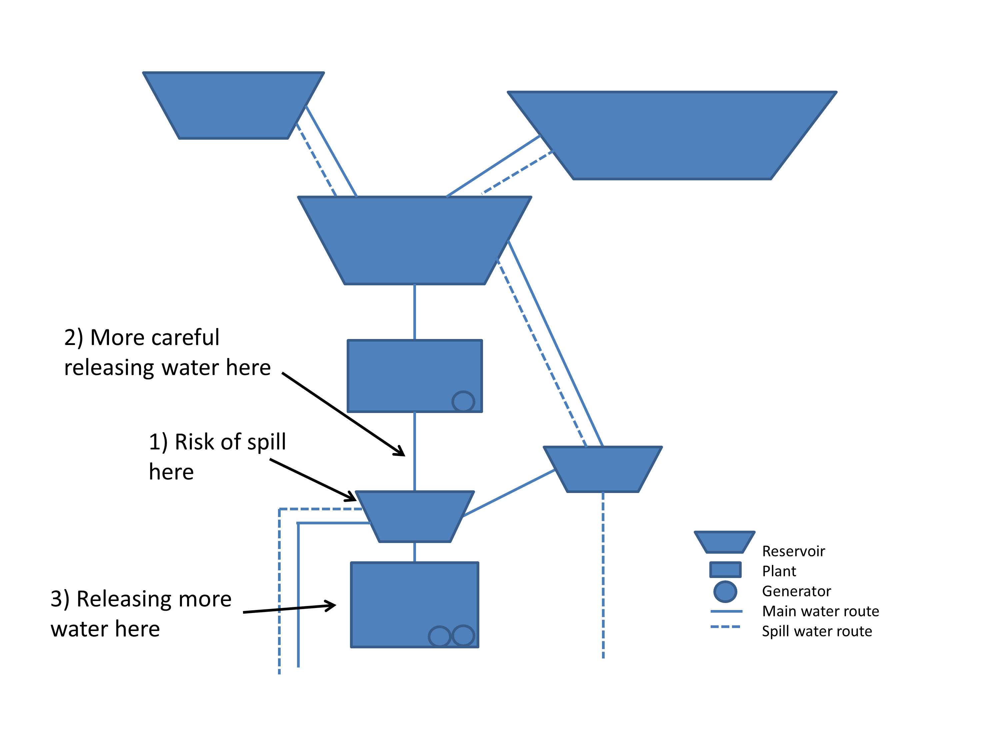 2) More careful
releasing water here
1) Risk of spill
here
3) Releasing more
water here
Reservoir
Plant
Generator
Main water route
Spill water route